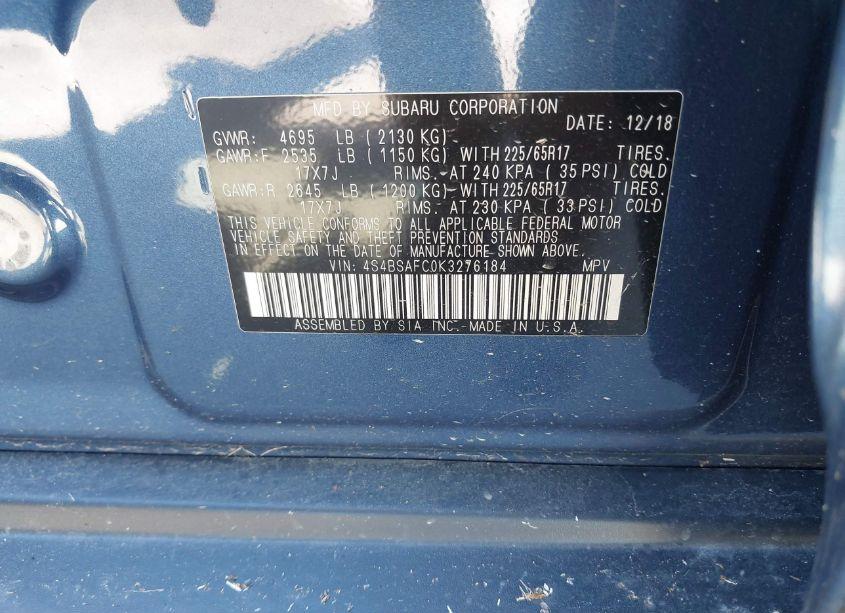 MFD BY SUBARU CORPORATION
DATE: 12/18
GVWR: 4695 LB ( 2130 KG)
GAWR:F 2535 LB ( 1150 KG) WITH 225/65R17 TIRES.
17X7J RIMS. AT 240 KPA ( 35 PSI) COLD
GAWR:R 2645 LB ( 1200 KG) WITH 225/65R17 TIRES.
17X7J RIMS. AT 230 KPA ( 33 PSI) COLD
THIS VEHICLE CONFORMS TO ALL APPLICABLE FEDERAL MOTOR
VEHICLE SAFETY AND THEFT PREVENTION STANDARDS
IN EFFECT ON THE DATE OF MANUFACTURE SHOWN ABOVE.
VIN: 4S4BSAFC0K3276184 MPV
ASSEMBLED BY SIA INC. MADE IN U.S.A.